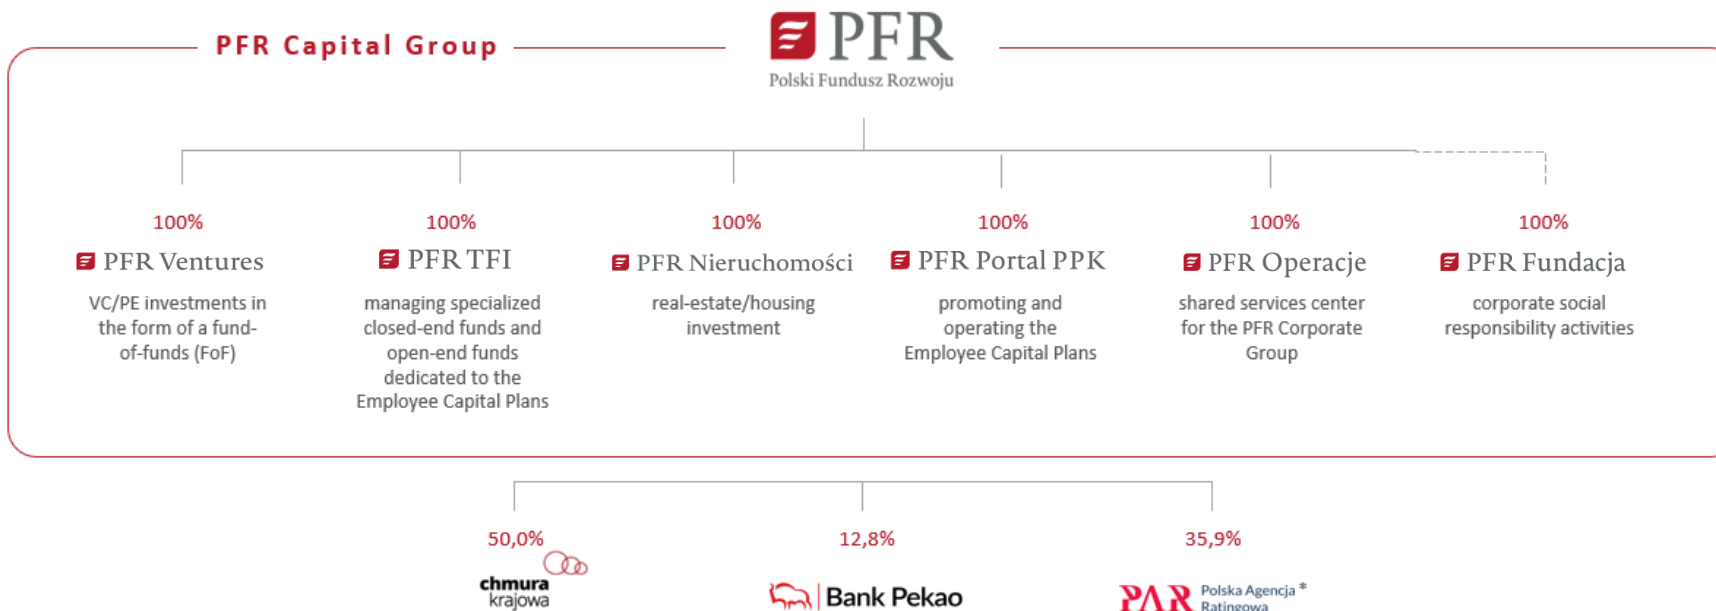 PFR Capital Group
PFR
Polski Fundusz Rozwoju
100%
PFR Ventures
VC/PE investments in
the form of a fund-
of-funds (FoF)
100%
PFR TFI
managing specialized
closed-end funds and
open-end funds
dedicated to the
Employee Capital Plans
100%
PFR Nieruchomości
real-estate/housing
investment
100%
PFR Portal PPK
promoting and
operating the
Employee Capital Plans
100%
PFR Operacje
shared services center
for the PFR Corporate
Group
100%
PFR Fundacja
corporate social
responsibility activities
50,0%
chmura
krajowa
12,8%
Bank Pekao
35,9%
PAR
Polska Agencja *
Ratingowa